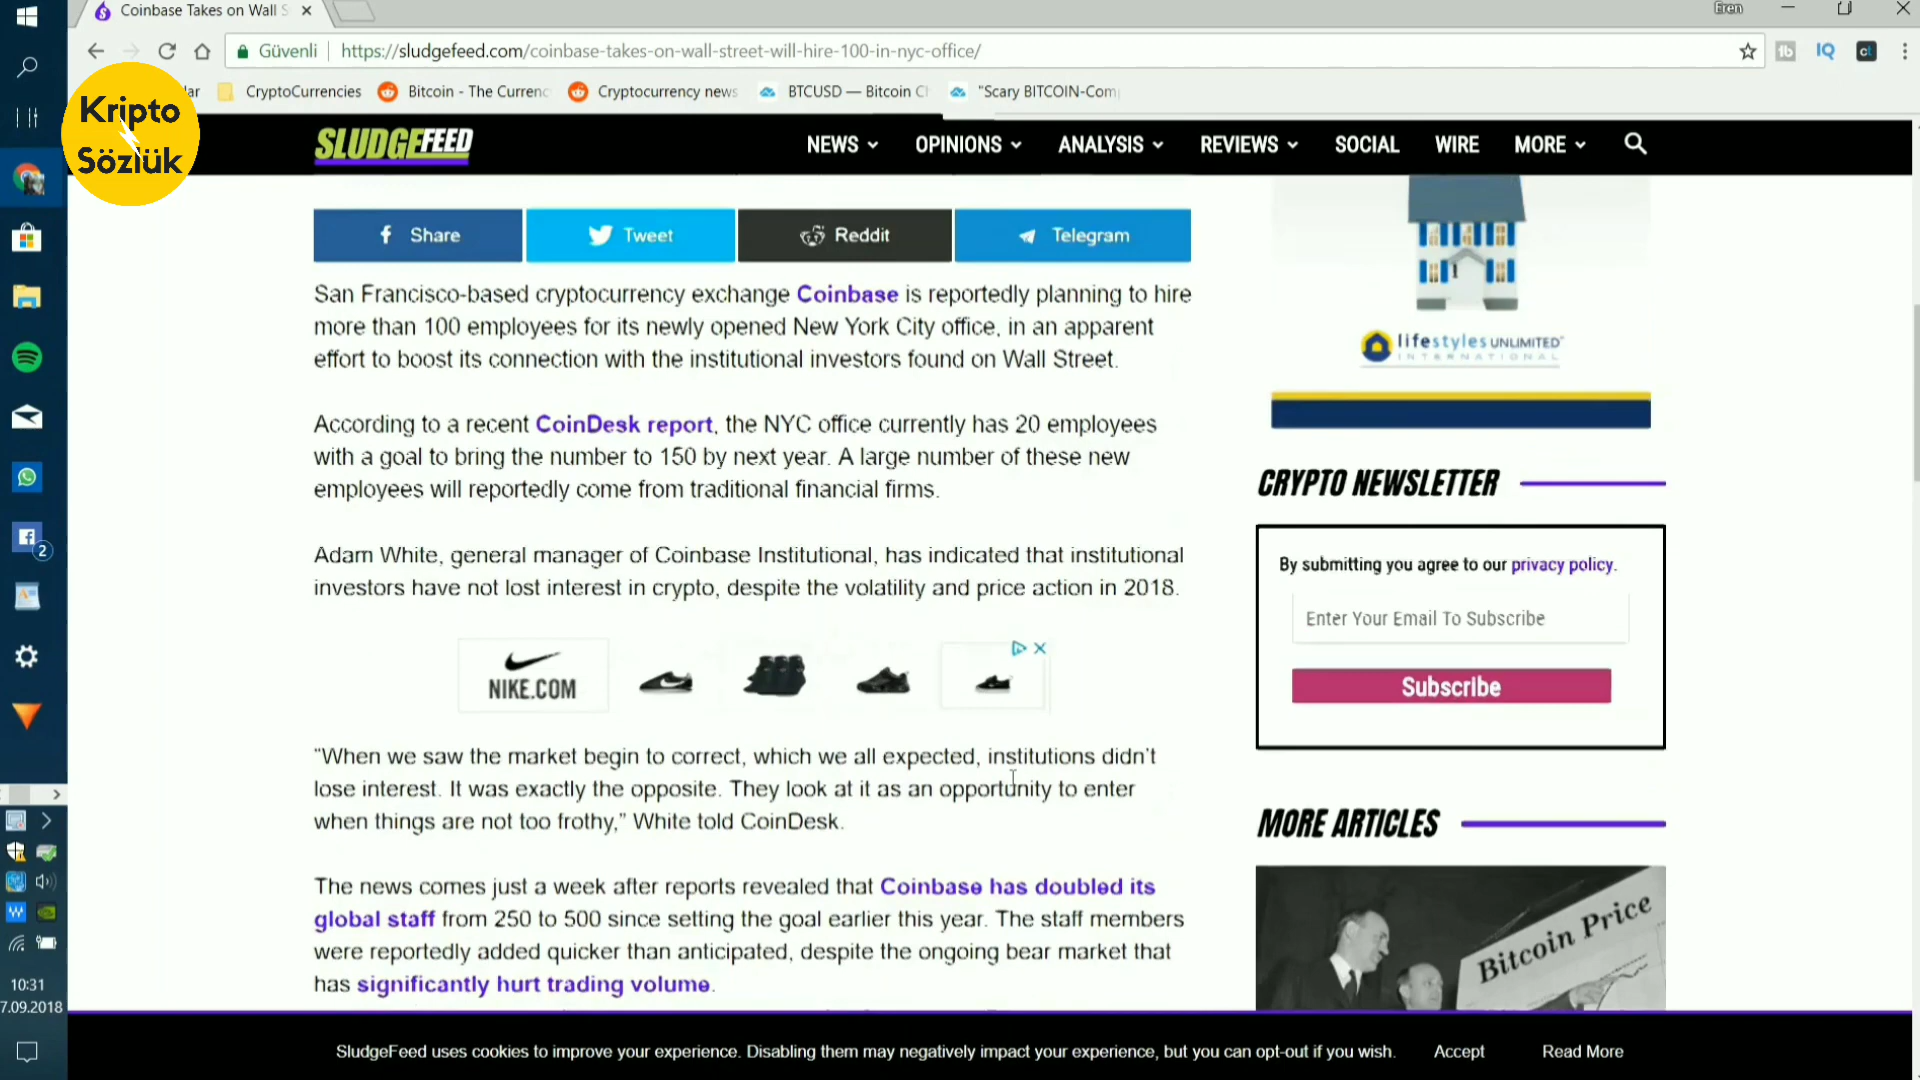 Coinbase Takes on Wall S
Eren
Güvenli
https://sludgefeed.com/coinbase-takes-on-wall-street-will-hire-100-in-nyc-office/
CryptoCurrencies
Bitcoin - The Currenc
Cryptocurrency news
BTCUSD — Bitcoin C
"Scary BITCOIN-Com
Kripto
Sözlük
SLUDGEFEED
NEWS
OPINIONS
ANALYSIS
REVIEWS
SOCIAL
WIRE
MORE
Share
Tweet
Reddit
Telegram
San Francisco-based cryptocurrency exchange Coinbase is reportedly planning to hire
more than 100 employees for its newly opened New York City office, in an apparent
effort to boost its connection with the institutional investors found on Wall Street.
According to a recent CoinDesk report, the NYC office currently has 20 employees
with a goal to bring the number to 150 by next year. A large number of these new
employees will reportedly come from traditional financial firms.
Adam White, general manager of Coinbase Institutional, has indicated that institutional
investors have not lost interest in crypto, despite the volatility and price action in 2018.
NIKE.COM
"When we saw the market begin to correct, which we all expected, institutions didn't
lose interest. It was exactly the opposite. They look at it as an opportunity to enter
when things are not too frothy," White told CoinDesk.
The news comes just a week after reports revealed that Coinbase has doubled its
global staff from 250 to 500 since setting the goal earlier this year. The staff members
were reportedly added quicker than anticipated, despite the ongoing bear market that
has significantly hurt trading volume.
lifestyles UNLIMITED
INTERNATIONAL
CRYPTO NEWSLETTER
By submitting you agree to our privacy policy.
Enter Your Email To Subscribe
Subscribe
MORE ARTICLES
Bitcoin Price
2
10:31
7.09.2018
SludgeFeed uses cookies to improve your experience. Disabling them may negatively impact your experience, but you can opt-out if you wish.
Accept
Read More